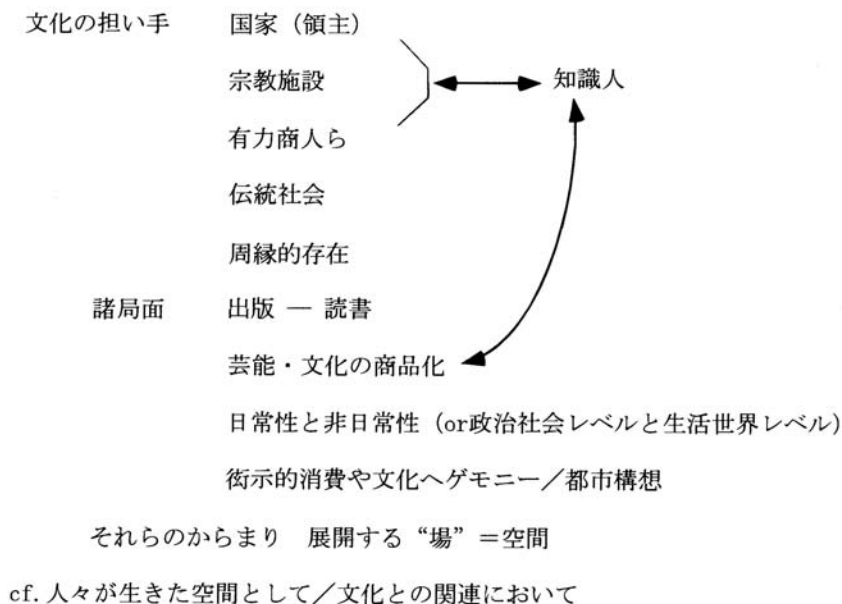 文化の担い手　国家（領主）
宗教施設　知識人
有力商人ら
伝統社会
周縁的存在
諸局面　出版 ― 読書
芸能・文化の商品化
日常性と非日常性（or政治社会レベルと生活世界レベル）
衒示的消費や文化ヘゲモニー／都市構想
それらのからまり　展開する“場”＝空間
cf. 人々が生きた空間として／文化との関連において